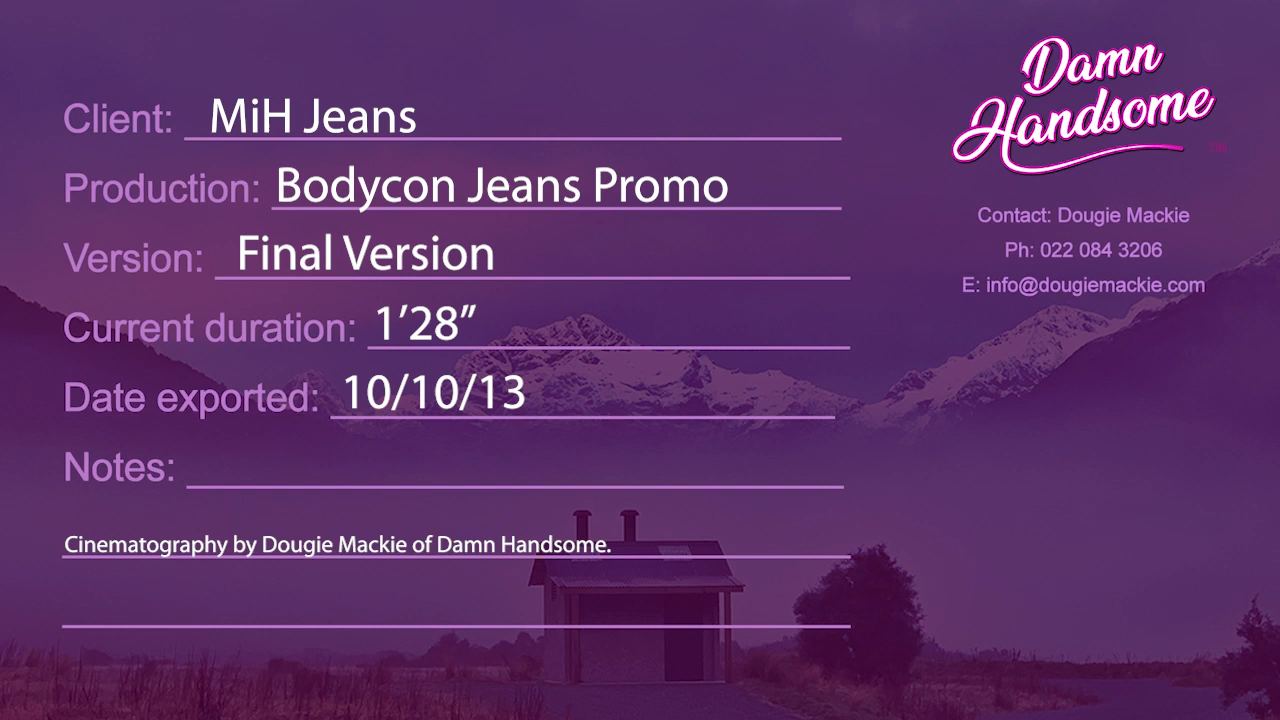 Client: MiH Jeans
Production: Bodycon Jeans Promo
Version: Final Version
Current duration: 1’28”
Date exported: 10/10/13
Notes:
Cinematography by Dougie Mackie of Damn Handsome.
Damn
Handsome
TM
Contact: Dougie Mackie
Ph: 022 084 3206
E: info@dougiemackie.com